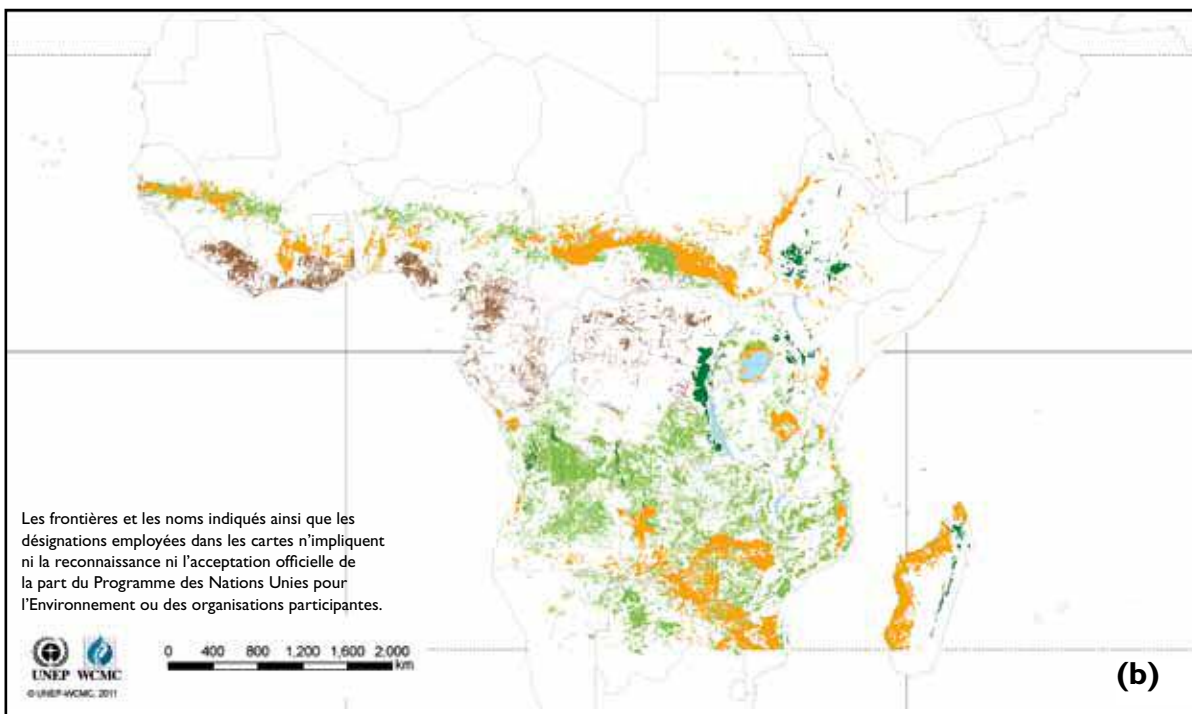 Les frontières et les noms indiqués ainsi que les
désignations employées dans les cartes n'impliquent
ni la reconnaissance ni l'acceptation officielle de
la part du Programme des Nations Unies pour
l'Environnement ou des organisations participantes.
UNEP WCMC
© UNEP-WCMC, 2011
0 400 800 1,200 1,600 2,000
km
(b)